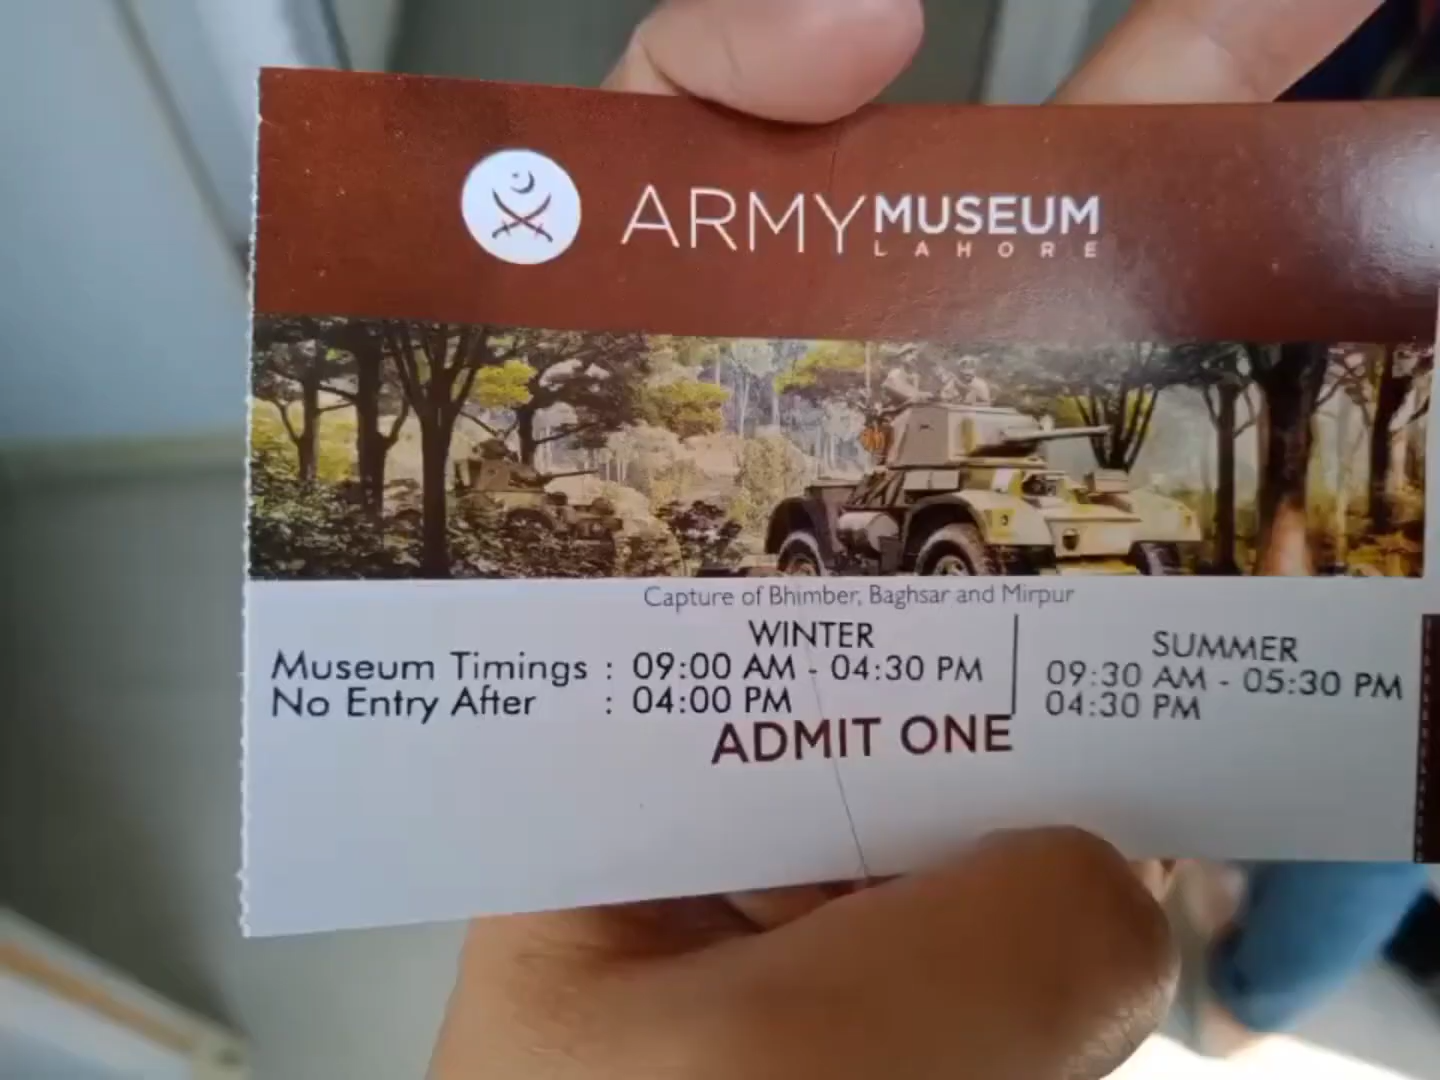 ARMY MUSEUM
LAHORE
Capture of Bhimber, Baghsar and Mirpur
WINTER
Museum Timings : 09:00 AM - 04:30 PM
No Entry After : 04:00 PM
SUMMER
09:30 AM - 05:30 PM
04:30 PM
ADMIT ONE